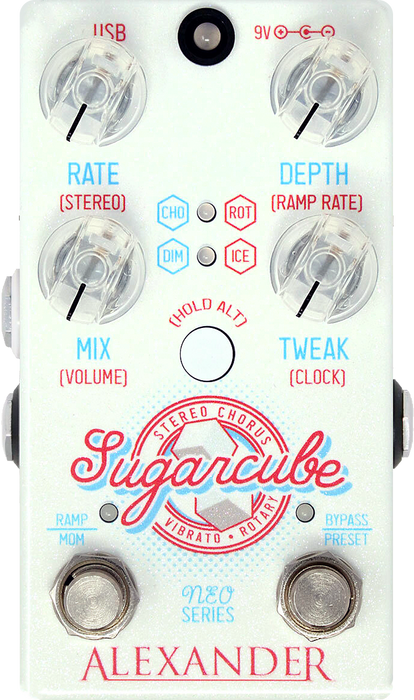 USB 9V
RATE DEPTH
(STEREO) (RAMP RATE)
CHO ROT
DIM ICE
(HOLD ALT)
MIX TWEAK
(VOLUME) (CLOCK)
STEREO CHORUS
Sugarcube
VIBRATO • ROTARY
RAMP BYPASS
MOM PRESET
NEO
SERIES
ALEXANDER